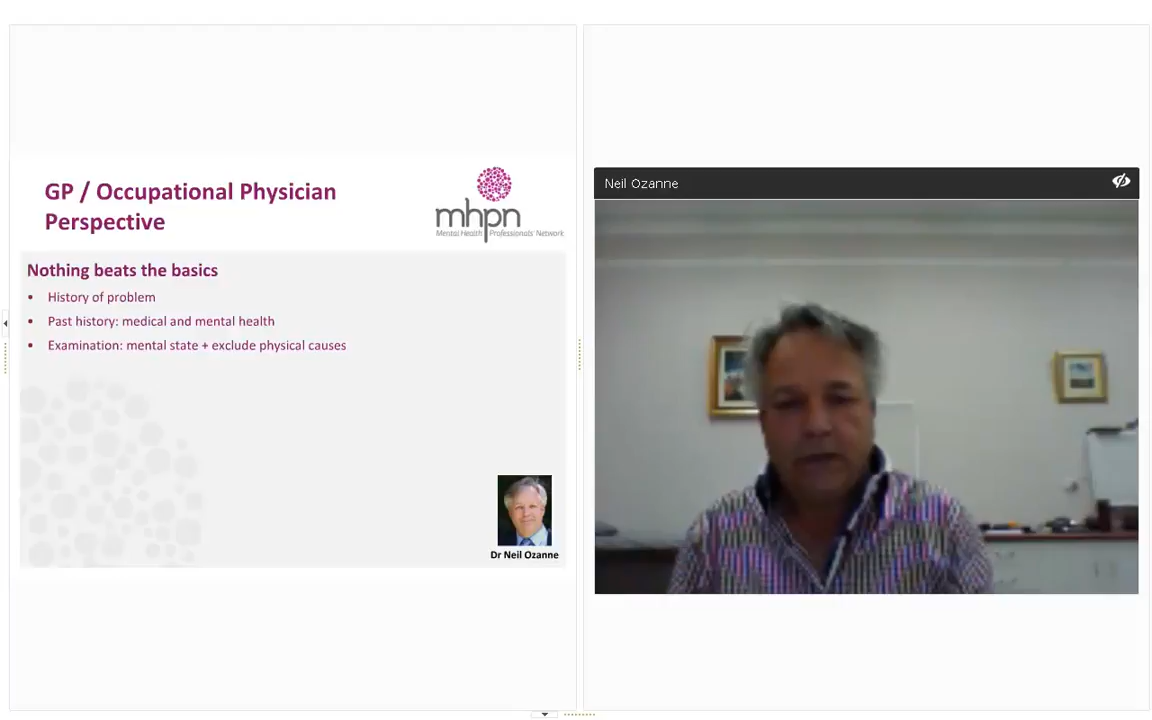 GP / Occupational Physician
Perspective
mhpn
Mental Health Professionals' Network
Nothing beats the basics
• History of problem
• Past history: medical and mental health
• Examination: mental state + exclude physical causes
Dr Neil Ozanne
Neil Ozanne